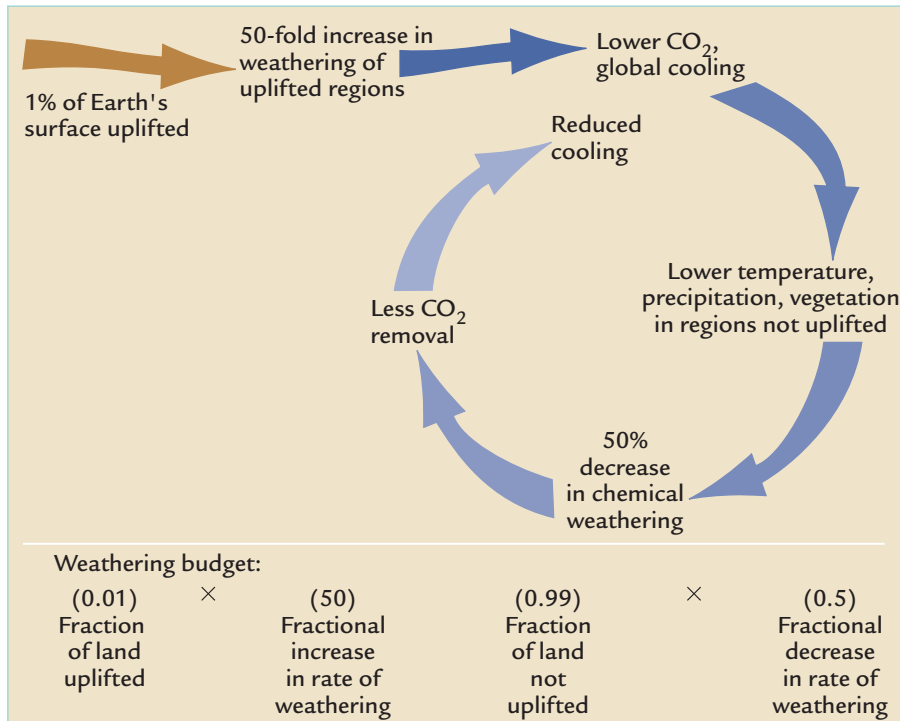 1% of Earth's
surface uplifted
50-fold increase in
weathering of
uplifted regions
Lower CO₂,
global cooling
Lower temperature,
precipitation, vegetation
in regions not uplifted
50%
decrease
in chemical
weathering
Less CO₂
removal
Reduced
cooling
Weathering budget:
(0.01) × (50) (0.99) × (0.5)
Fraction Fractional Fraction Fractional
of land increase of land decrease
uplifted in rate of not in rate of
weathering uplifted weathering